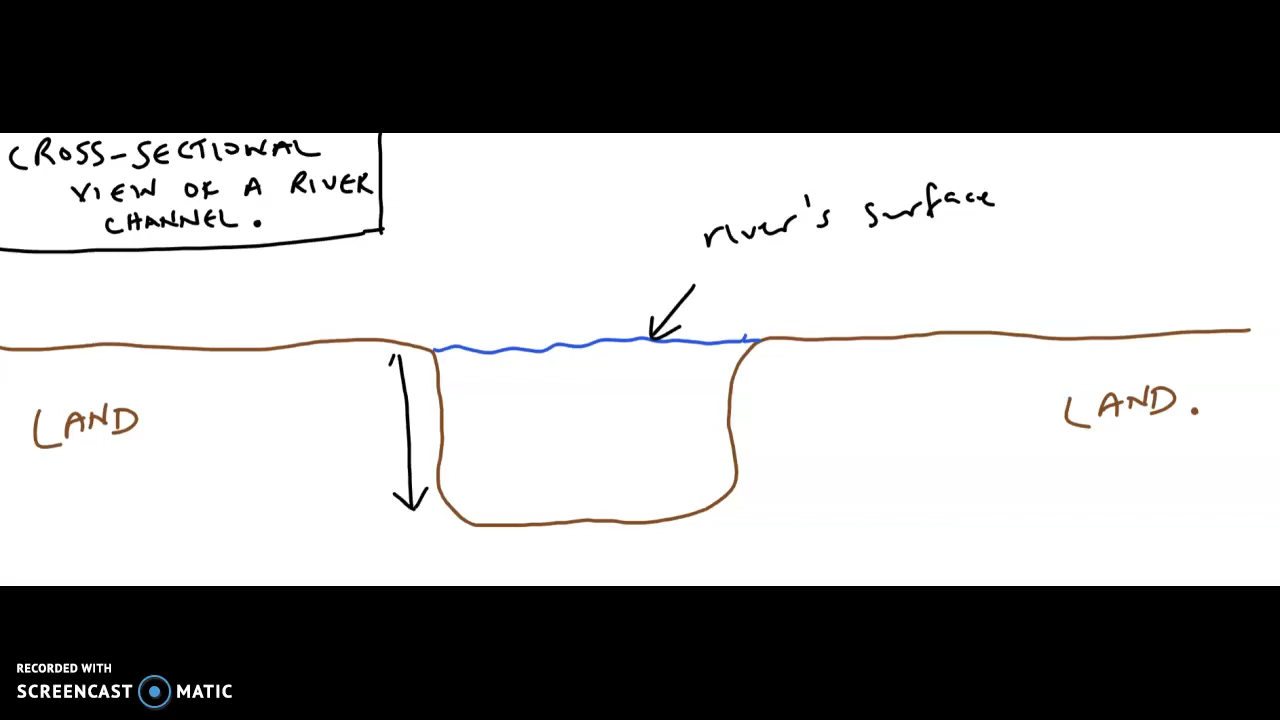 CROSS-SECTIONAL
VIEW OF A RIVER
CHANNEL.
river's surface
LAND
LAND.
RECORDED WITH
SCREENCAST MATIC